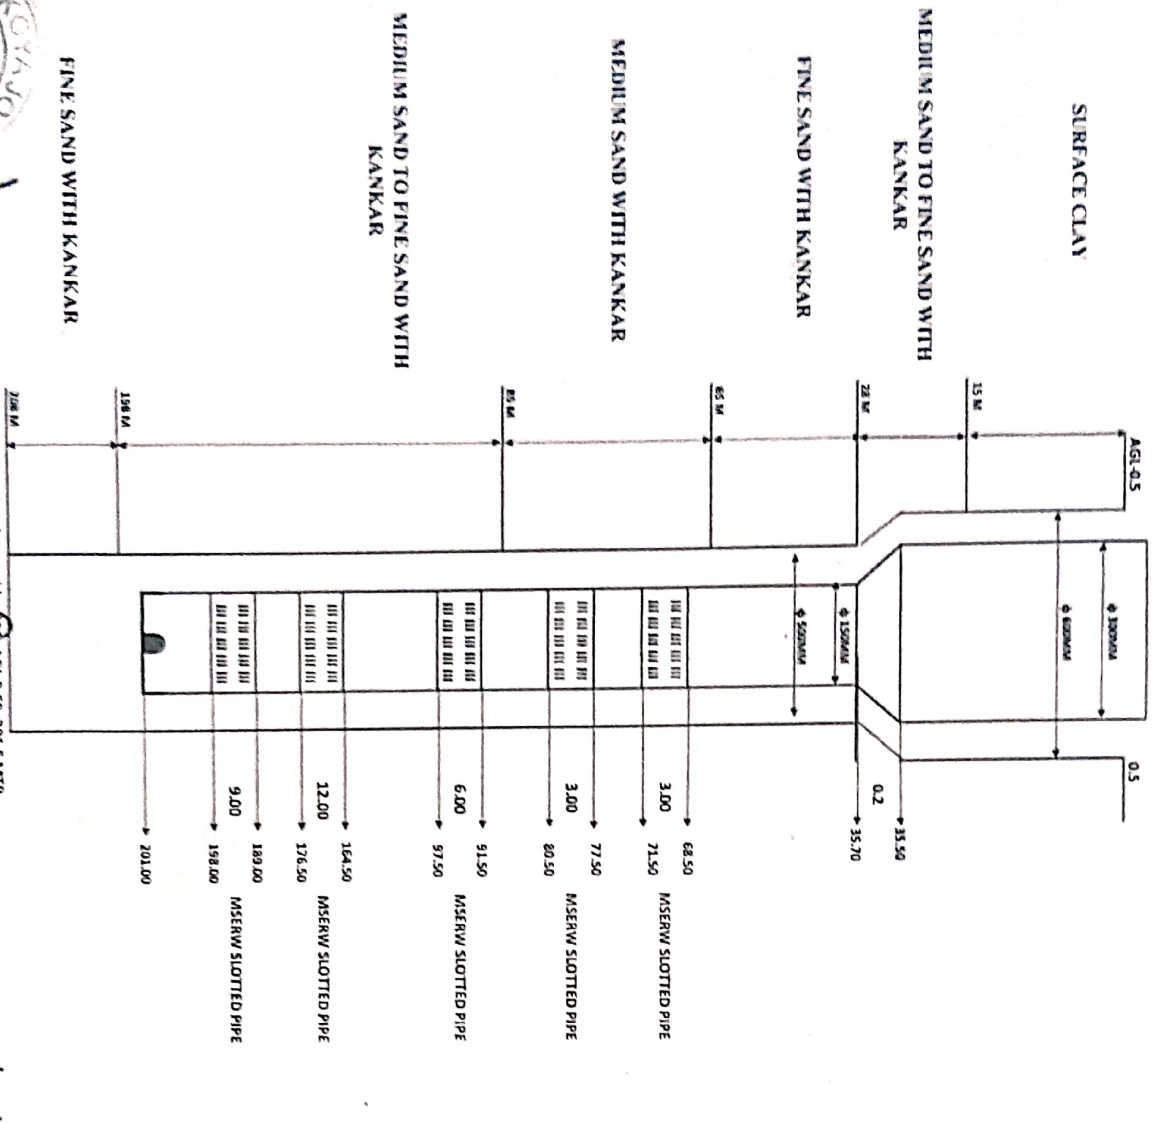 AGL-0.5
0.5
SURFACE CLAY
15 M
ϕ 300MM
ϕ 600MM
MEDIUM SAND TO FINE SAND WITH
KANKAR
35.50
0.2
35.70
ϕ 150MM
ϕ 500MM
FINE SAND WITH KANKAR
65 M
68.50
3.00
MSERW SLOTTED PIPE
71.50
MEDIUM SAND WITH KANKAR
77.50
3.00
MSERW SLOTTED PIPE
80.50
85 M
91.50
6.00
MSERW SLOTTED PIPE
97.50
MEDIUM SAND TO FINE SAND WITH
KANKAR
164.50
12.00
MSERW SLOTTED PIPE
176.50
189.00
9.00
MSERW SLOTTED PIPE
198.00
201.00
FINE SAND WITH KANKAR